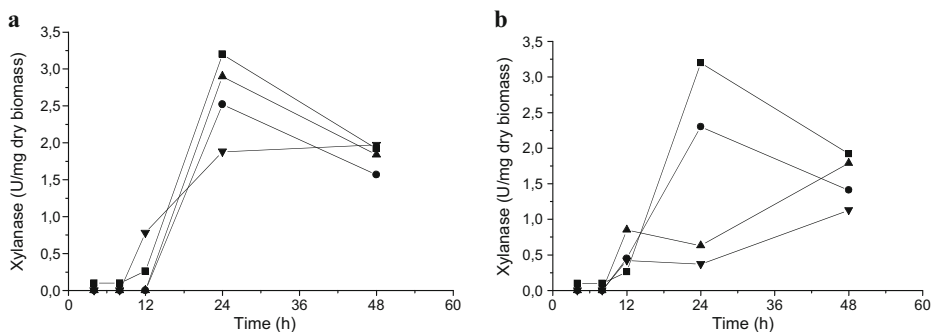 a
Xylanase (U/mg dry biomass)
3,5
3,0
2,5
2,0
1,5
1,0
0,5
0,0
0 12 24 36 48 60
Time (h)
b
Xylanase (U/mg dry biomass)
3,5
3,0
2,5
2,0
1,5
1,0
0,5
0,0
0 12 24 36 48 60
Time (h)